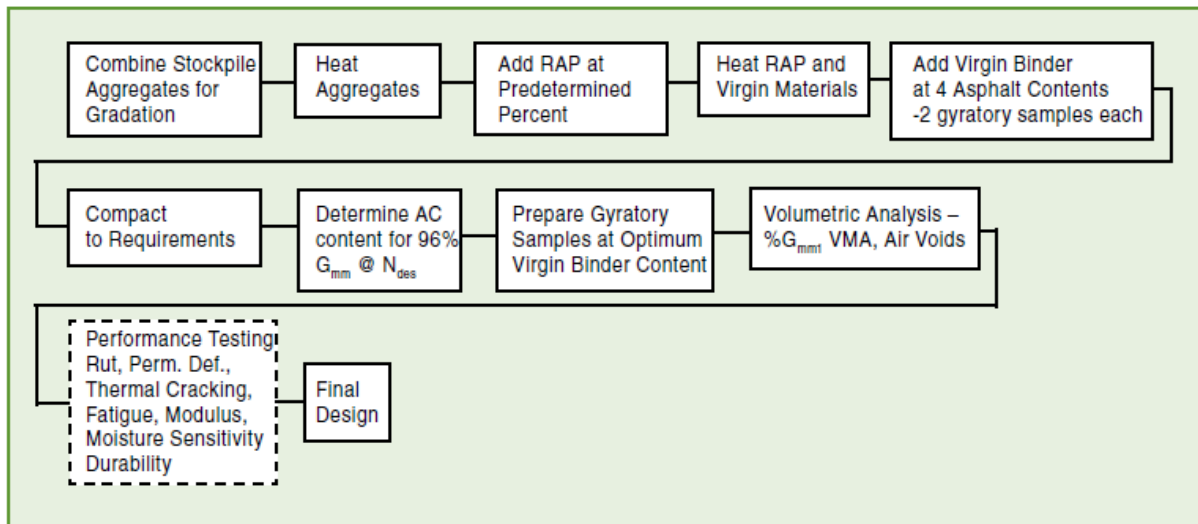 Combine Stockpile
Aggregates for
Gradation
Heat
Aggregates
Add RAP at
Predetermined
Percent
Heat RAP and
Virgin Materials
Add Virgin Binder
at 4 Asphalt Contents
-2 gyratory samples each
Compact
to Requirements
Determine AC
content for 96%
Gmm @ Ndes
Prepare Gyratory
Samples at Optimum
Virgin Binder Content
Volumetric Analysis –
%Gmm1 VMA, Air Voids
Performance Testing
Rut, Perm. Def.,
Thermal Cracking,
Fatigue, Modulus,
Moisture Sensitivity
Durability
Final
Design